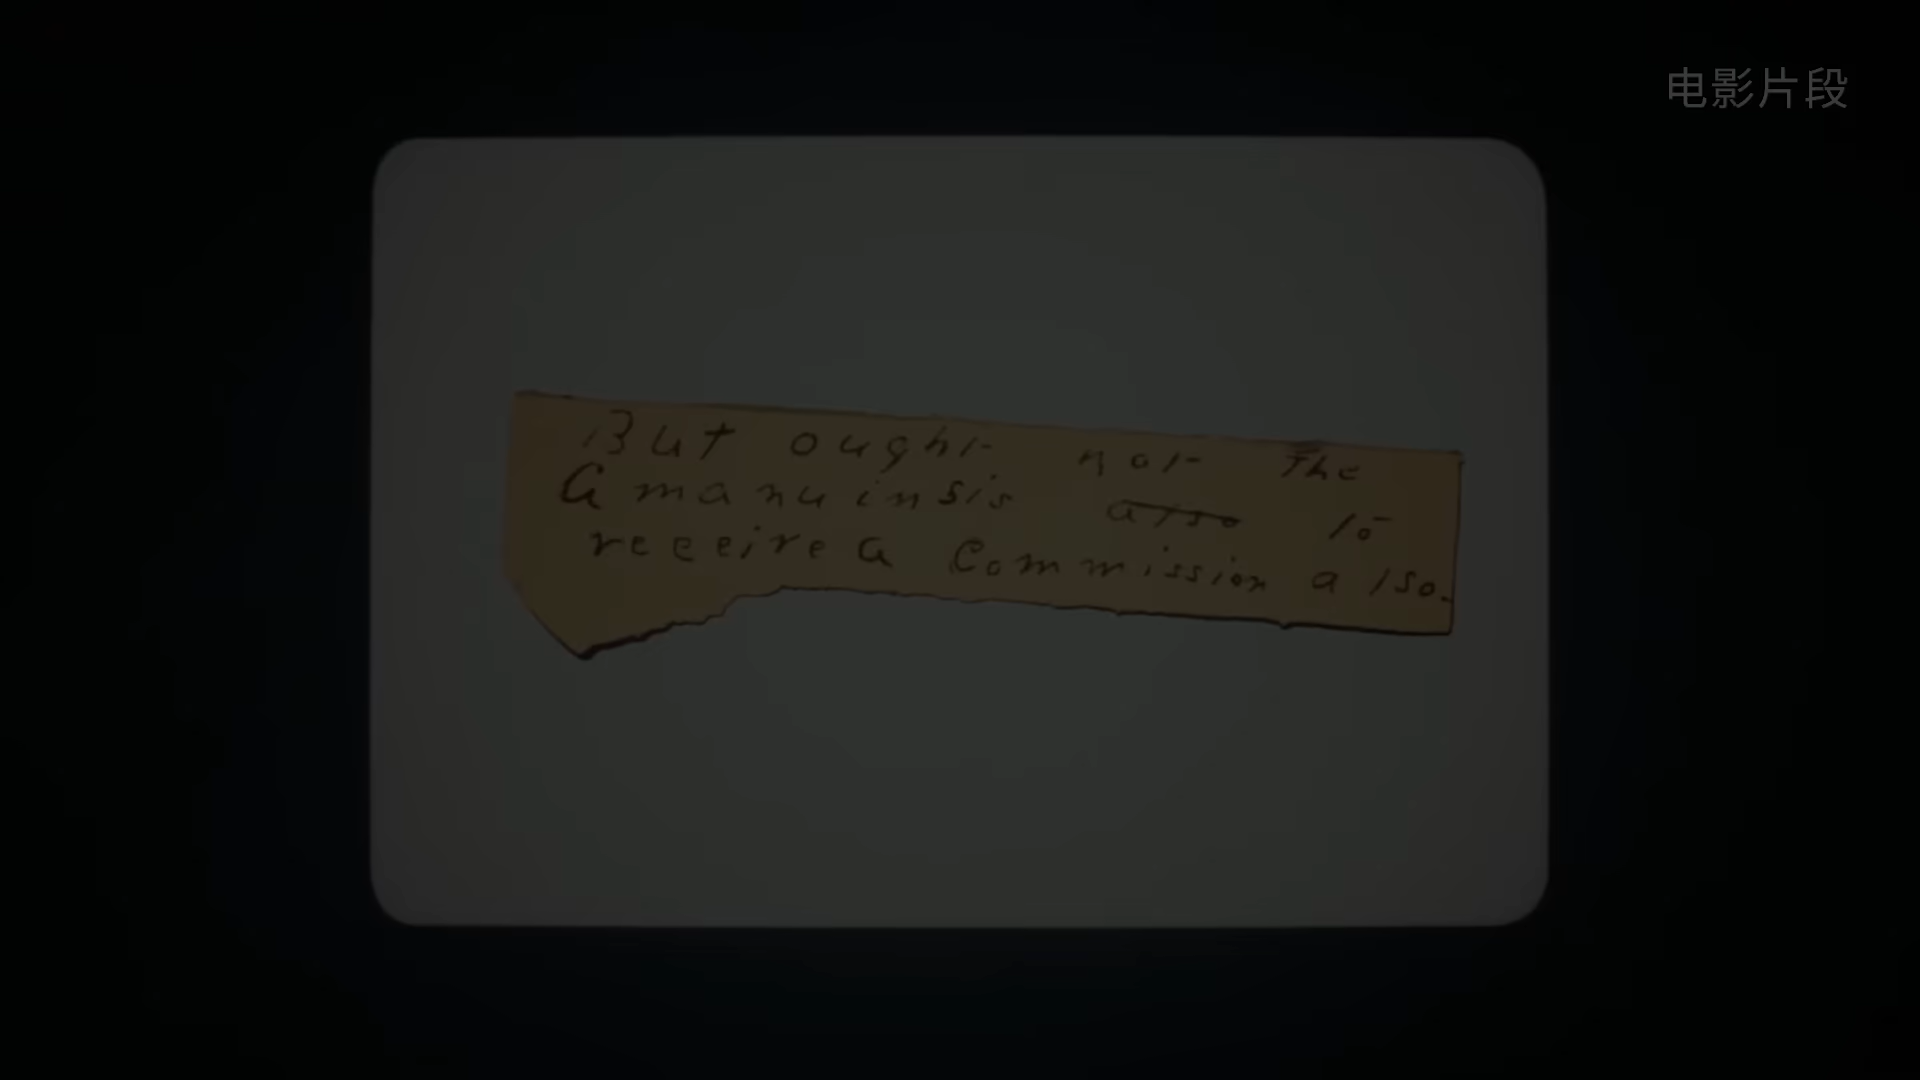 电影片段
But ought not the
Amanuinsis also to
receive a Commission also.